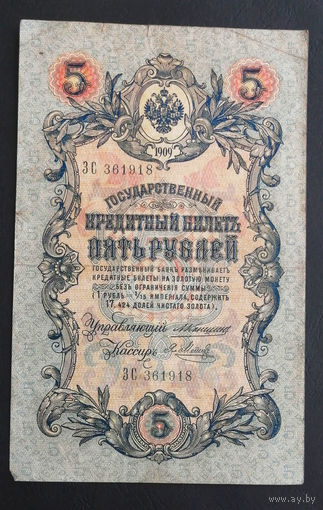 5 5
1909
ЗС 361918
ГОСУДАРСТВЕННЫЙ
КРЕДИТНЫЙ БИЛЕТЪ
ПЯТЬ РУБЛЕЙ
ГОСУДАРСТВЕННЫЙ БАНКЪ РАЗМѢНИВАЕТЪ
КРЕДИТНЫЕ БИЛЕТЫ НА ЗОЛОТУЮ МОНЕТУ
БЕЗЪ ОГРАНИЧЕНІЯ СУММЫ
(1 РУБЛЬ = 1/15 ИМПЕРІАЛА, СОДЕРЖИТЪ
17,424 ДОЛЕЙ ЧИСТАГО ЗОЛОТА).
Управляющій
Кассиръ
ЗС 361918
5
www.ay.by